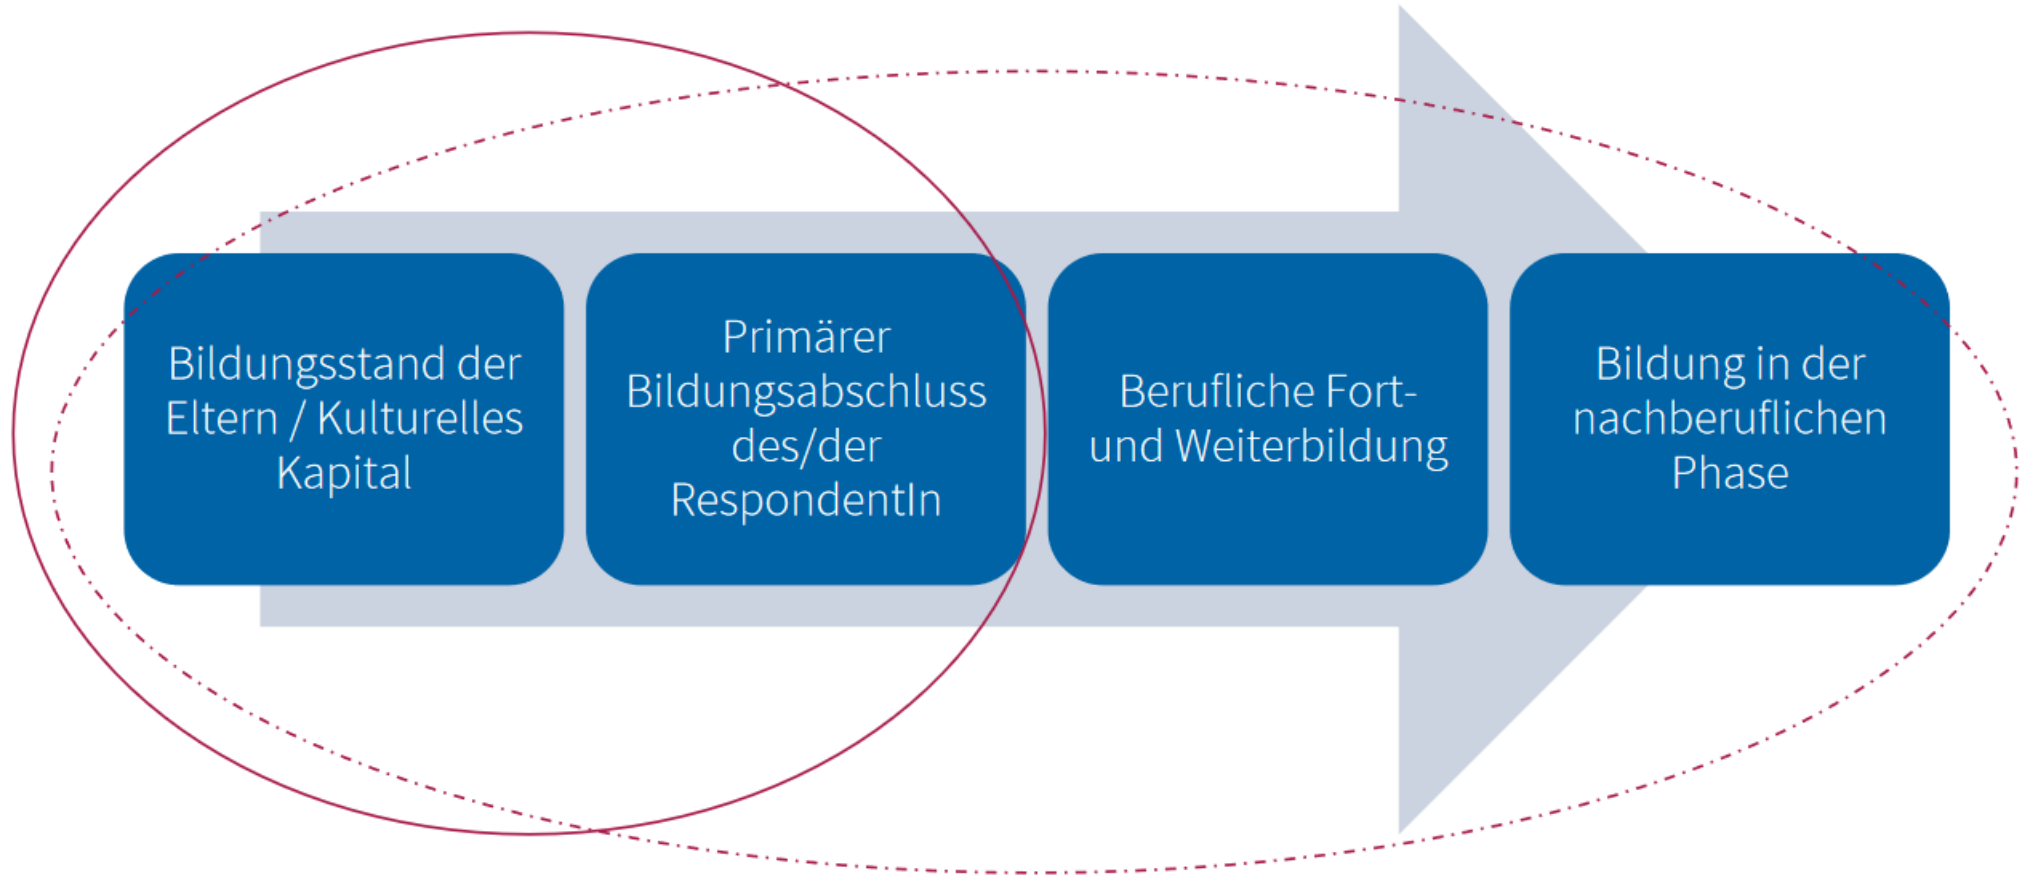 Bildungsstand der
Eltern / Kulturelles
Kapital
Primärer
Bildungsabschluss
des/der
RespondentIn
Berufliche Fort-
und Weiterbildung
Bildung in der
nachberuflichen
Phase